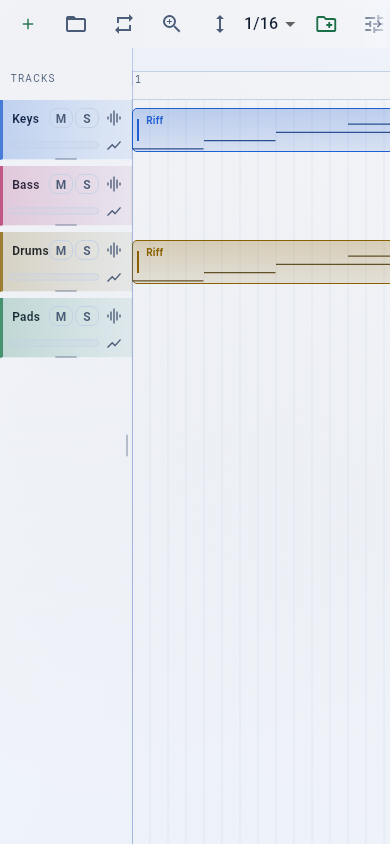 1/16
TRACKS
1
Keys M S
Riff
Bass M S
Drums M S
Riff
Pads M S